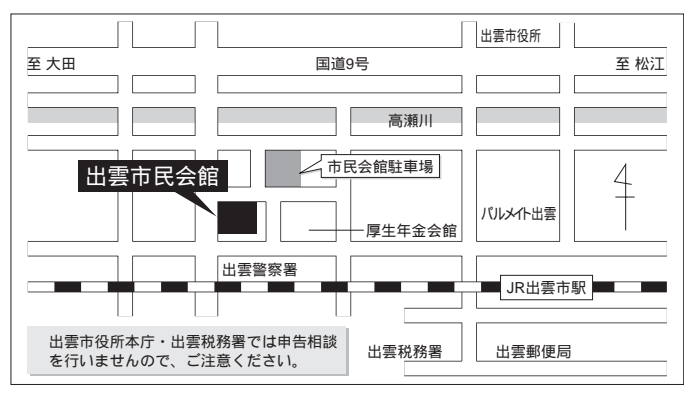 出雲市役所
至 大田
国道9号
至 松江
高瀬川
市民会館駐車場
出雲市民会館
パルメイト出雲
厚生年金会館
出雲警察署
JR出雲市駅
出雲市役所本庁・出雲税務署では申告相談
を行いませんので、ご注意ください。
出雲税務署
出雲郵便局